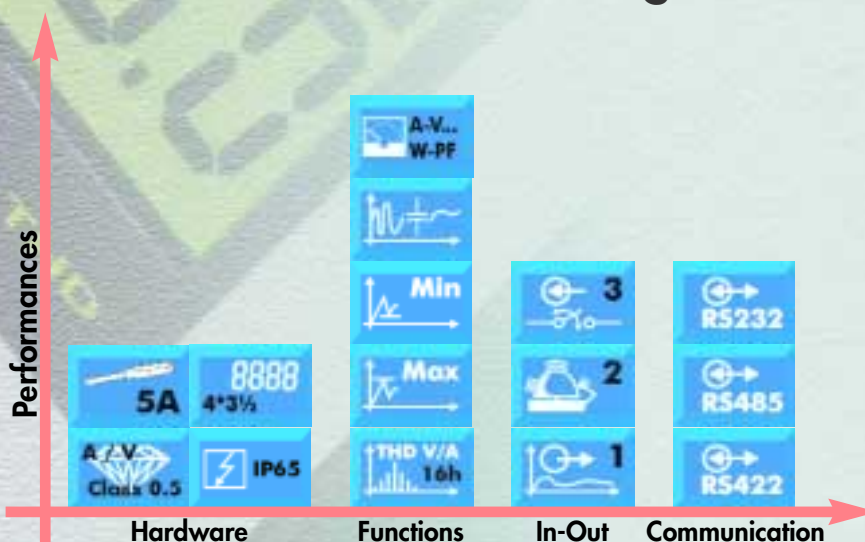 Performances
A-V...
W-PF
Min
Max
THD V/A
16h
5A
8888
4*3½
A / V
Class 0.5
IP65
3
2
1
RS232
RS485
RS422
Hardware
Functions
In-Out
Communication